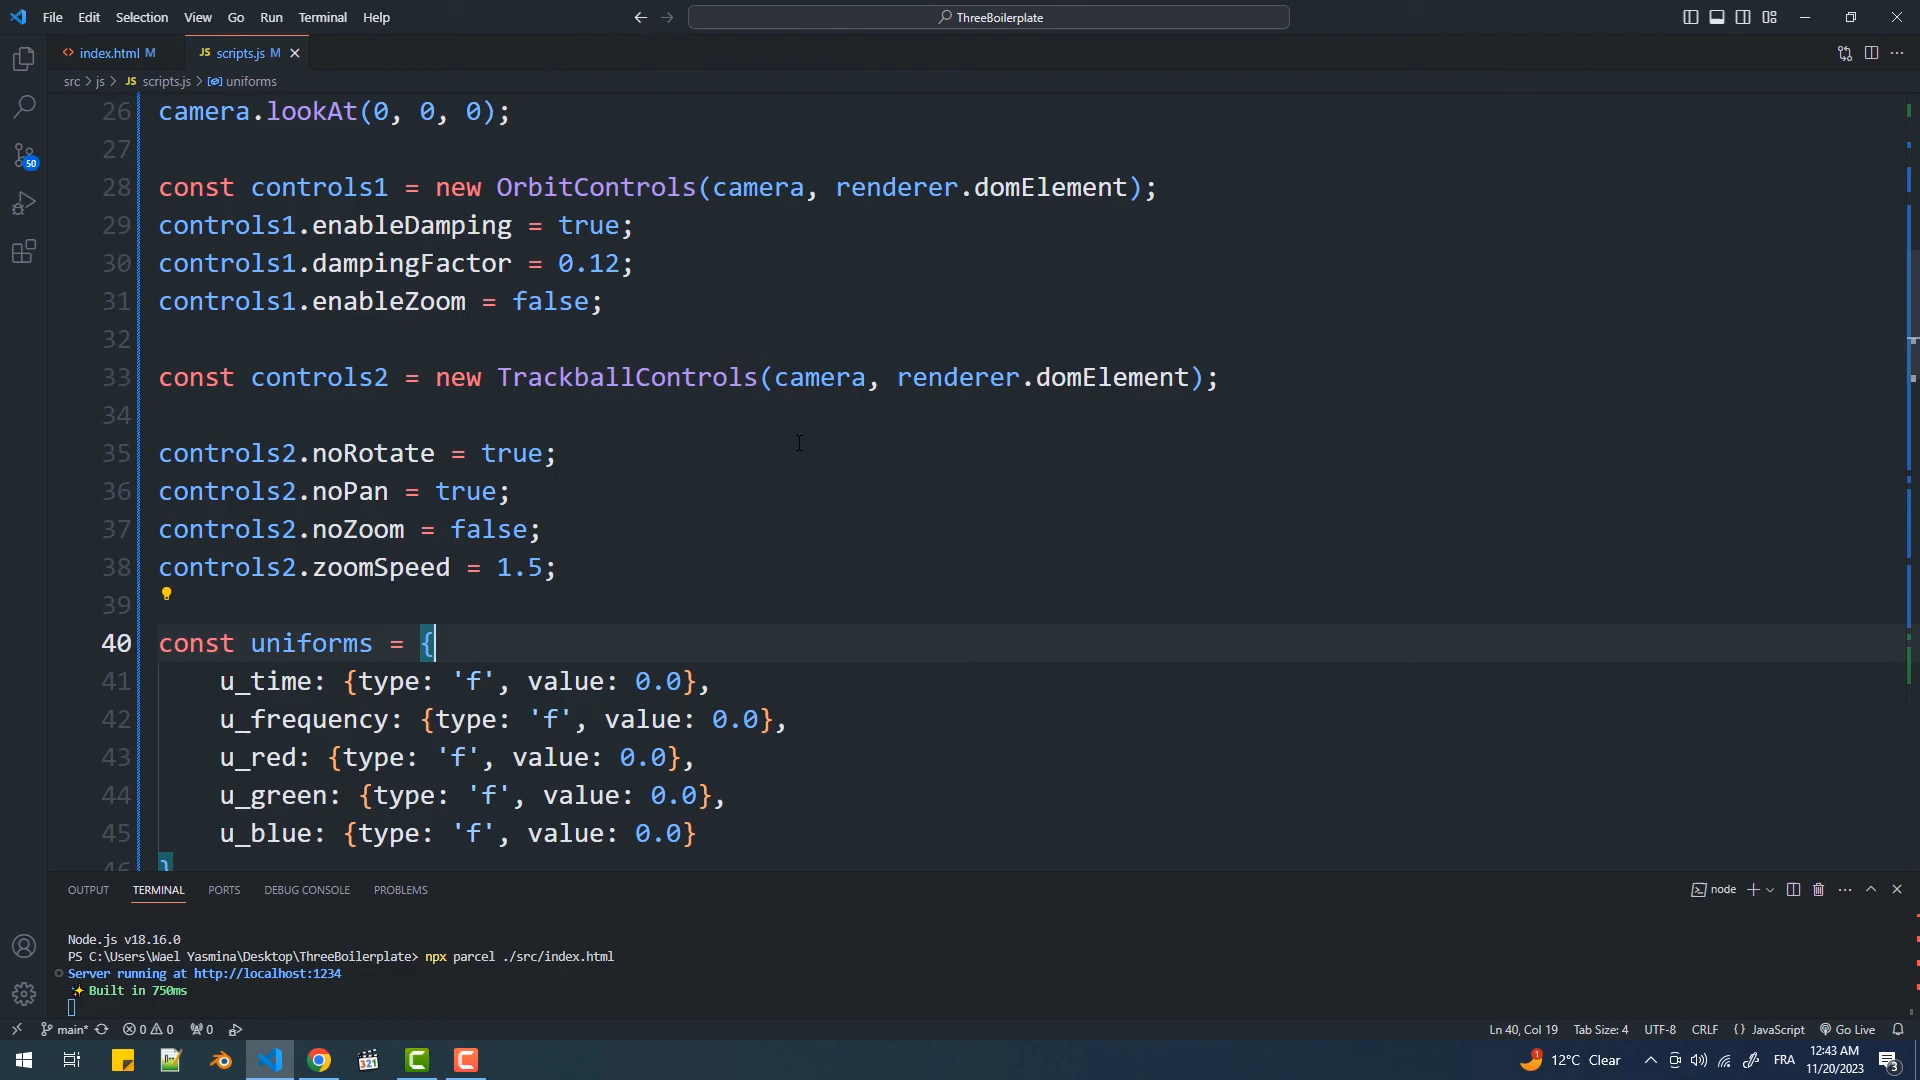 File Edit Selection View Go Run Terminal Help
ThreeBoilerplate
index.html M
JS scripts.js M
src > js > JS scripts.js > uniforms
26 camera.lookAt(0, 0, 0);
27
28 const controls1 = new OrbitControls(camera, renderer.domElement);
29 controls1.enableDamping = true;
30 controls1.dampingFactor = 0.12;
31 controls1.enableZoom = false;
32
33 const controls2 = new TrackballControls(camera, renderer.domElement);
34
35 controls2.noRotate = true;
36 controls2.noPan = true;
37 controls2.noZoom = false;
38 controls2.zoomSpeed = 1.5;
39
40 const uniforms = {
41 u_time: {type: 'f', value: 0.0},
42 u_frequency: {type: 'f', value: 0.0},
43 u_red: {type: 'f', value: 0.0},
44 u_green: {type: 'f', value: 0.0},
45 u_blue: {type: 'f', value: 0.0}
46 }
50
OUTPUT TERMINAL PORTS DEBUG CONSOLE PROBLEMS
node
Node.js v18.16.0
PS C:\Users\Wael Yasmina\Desktop\ThreeBoilerplate> npx parcel ./src/index.html
Server running at http://localhost:1234
Built in 750ms
main* 0 0 0
Ln 40, Col 19 Tab Size: 4 UTF-8 CRLF {} JavaScript Go Live
321
1 12°C Clear
FRA
12:43 AM
11/20/2023
3